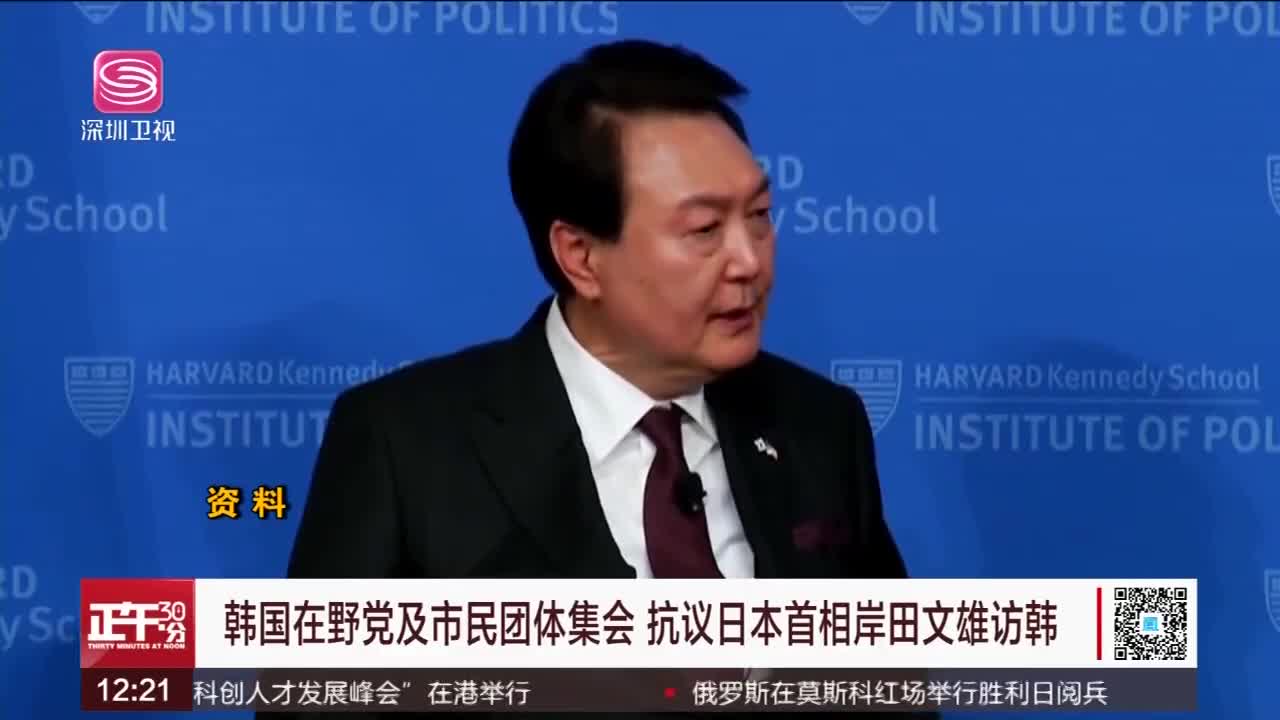 INSTITUTE OF POLITICS
深圳卫视
RD
y School
RD
dy School
HARVARD Kennedy
INSTITUT
HARVARD Kennedy School
INSTITUTE OF POL
资料
RD
y School
正午30分
THIRTY MINUTES AT NOON
韩国在野党及市民团体集会 抗议日本首相岸田文雄访韩
12:21
科创人才发展峰会”在港举行
俄罗斯在莫斯科红场举行胜利日阅兵